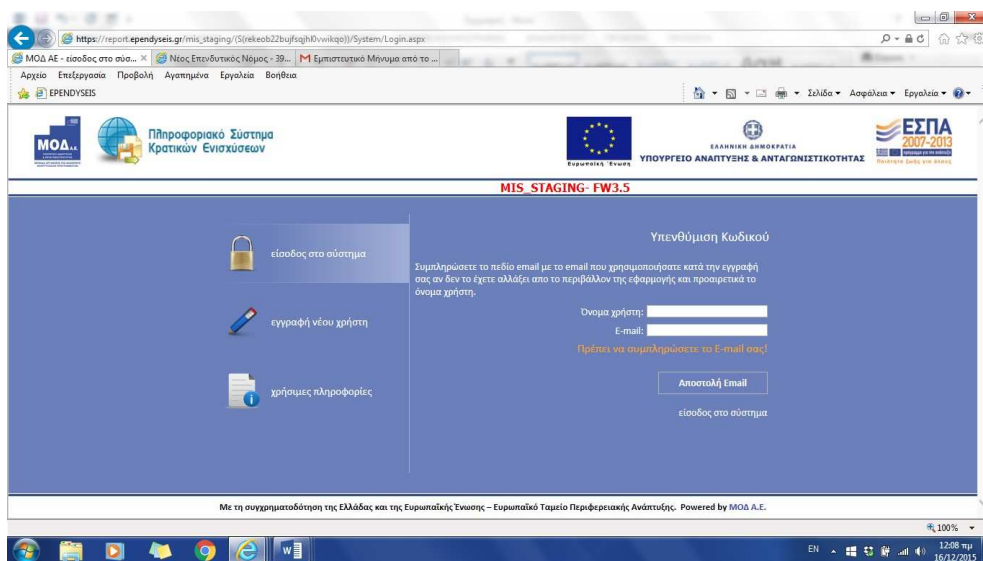 https://report.ependyseis.gr/mis_staging/(S(rekeob22bujfsqjhl0vwikqo))/System/Login.aspx
ΜΟΔ ΑΕ - είσοδος στο σύσ...
Νέος Επενδυτικός Νόμος - 39...
Εμπιστευτικό Μήνυμα από το ...
Αρχείο Επεξεργασία Προβολή Αγαπημένα Εργαλεία Βοήθεια
EPENDYSEIS
Σελίδα Ασφάλεια Εργαλεία
ΜΟΔ Α.Ε.
Πληροφοριακό Σύστημα
Κρατικών Ενισχύσεων
Ευρωπαϊκή Ένωση
ΕΛΛΗΝΙΚΗ ΔΗΜΟΚΡΑΤΙΑ
ΥΠΟΥΡΓΕΙΟ ΑΝΑΠΤΥΞΗΣ & ΑΝΤΑΓΩΝΙΣΤΙΚΟΤΗΤΑΣ
ΕΣΠΑ
2007-2013
MIS_STAGING- FW3.5
είσοδος στο σύστημα
εγγραφή νέου χρήστη
χρήσιμες πληροφορίες
Υπενθύμιση Κωδικού
Συμπληρώσετε το πεδίο email με το email που χρησιμοποιήσατε κατά την εγγραφή
σας αν δεν το έχετε αλλάξει απο το περιβάλλον της εφαρμογής και προαιρετικά το
όνομα χρήστη.
Όνομα χρήστη:
E-mail:
Πρέπει να συμπληρώσετε το E-mail σας!
Αποστολή Email
είσοδος στο σύστημα
Με τη συγχρηματοδότηση της Ελλάδας και της Ευρωπαϊκής Ένωσης – Ευρωπαϊκό Ταμείο Περιφερειακής Ανάπτυξης. Powered by ΜΟΔ Α.Ε.
100%
EN
12:08 πμ
16/12/2015